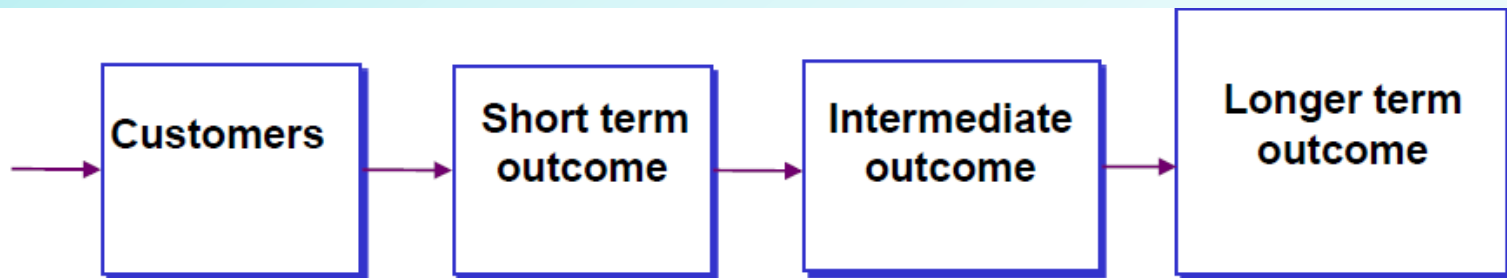 Customers
Short term
outcome
Intermediate
outcome
Longer term
outcome